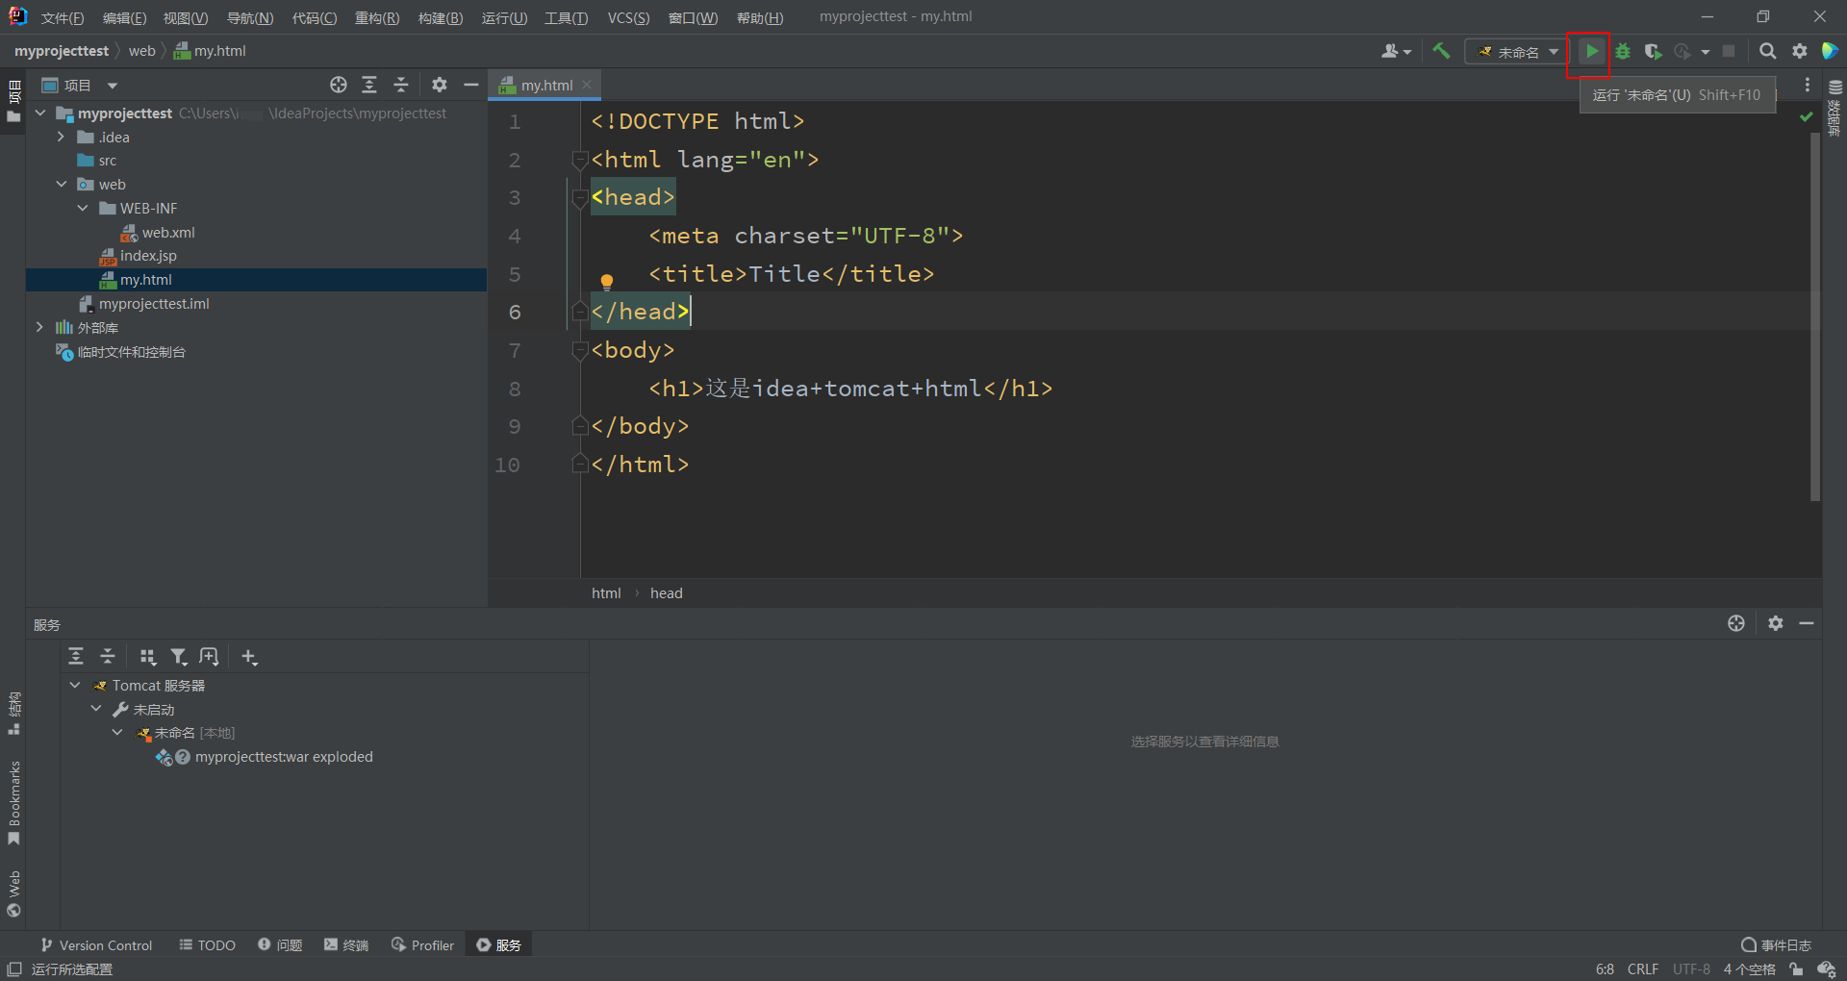 文件(F) 编辑(E) 视图(V) 导航(N) 代码(C) 重构(R) 构建(B) 运行(U) 工具(T) VCS(S) 窗口(W) 帮助(H) myprojecttest - my.html
myprojecttest 〉 web 〉 my.html
未命名
运行 '未命名'(U) Shift+F10
项目
my.html
myprojecttest C:\Users\i \IdeaProjects\myprojecttest
.idea
src
web
WEB-INF
web.xml
index.jsp
my.html
myprojecttest.iml
外部库
临时文件和控制台
1 <!DOCTYPE html>
2 <html lang="en">
3 <head>
4 <meta charset="UTF-8">
5 <title>Title</title>
6 </head>
7 <body>
8 <h1>这是idea+tomcat+html</h1>
9 </body>
10 </html>
html › head
项目
数据库
服务
Tomcat 服务器
未启动
未命名 [本地]
myprojecttest:war exploded
选择服务以查看详细信息
结构
Bookmarks
Web
Version Control TODO 问题 终端 Profiler 服务 事件日志
运行所选配置 6:8 CRLF UTF-8 4 个空格